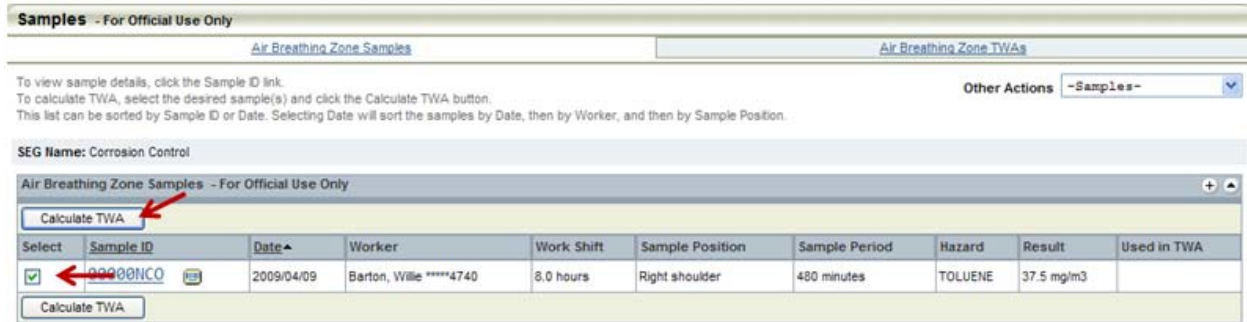 Samples - For Official Use Only
Air Breathing Zone Samples Air Breathing Zone TWAs
To view sample details, click the Sample ID link.
Other Actions -Samples-
To calculate TWA, select the desired sample(s) and click the Calculate TWA button.
This list can be sorted by Sample ID or Date. Selecting Date will sort the samples by Date, then by Worker, and then by Sample Position.
SEG Name: Corrosion Control
Air Breathing Zone Samples - For Official Use Only
Calculate TWA
Select Sample ID Date Worker Work Shift Sample Position Sample Period Hazard Result Used in TWA
00000NCO 2009/04/09 Barton, Willie *****4740 8.0 hours Right shoulder 480 minutes TOLUENE 37.5 mg/m3
Calculate TWA